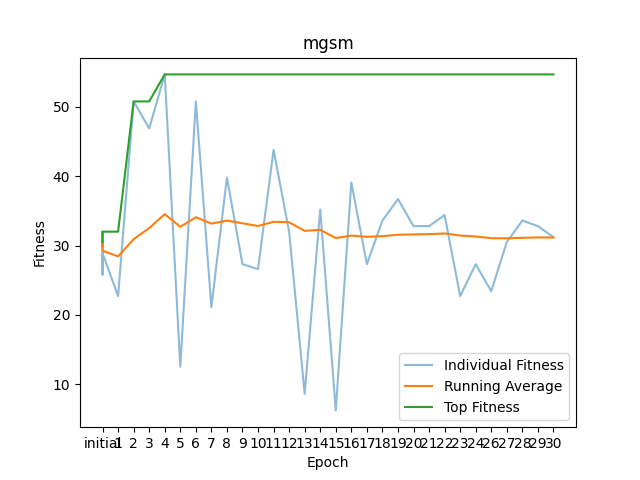 mgsm
Fitness
50
40
30
20
10
Individual Fitness
Running Average
Top Fitness
initial 1 2 3 4 5 6 7 8 9 10 11 12 13 14 15 16 17 18 19 20 21 22 23 24 26 27 28 29 30
Epoch